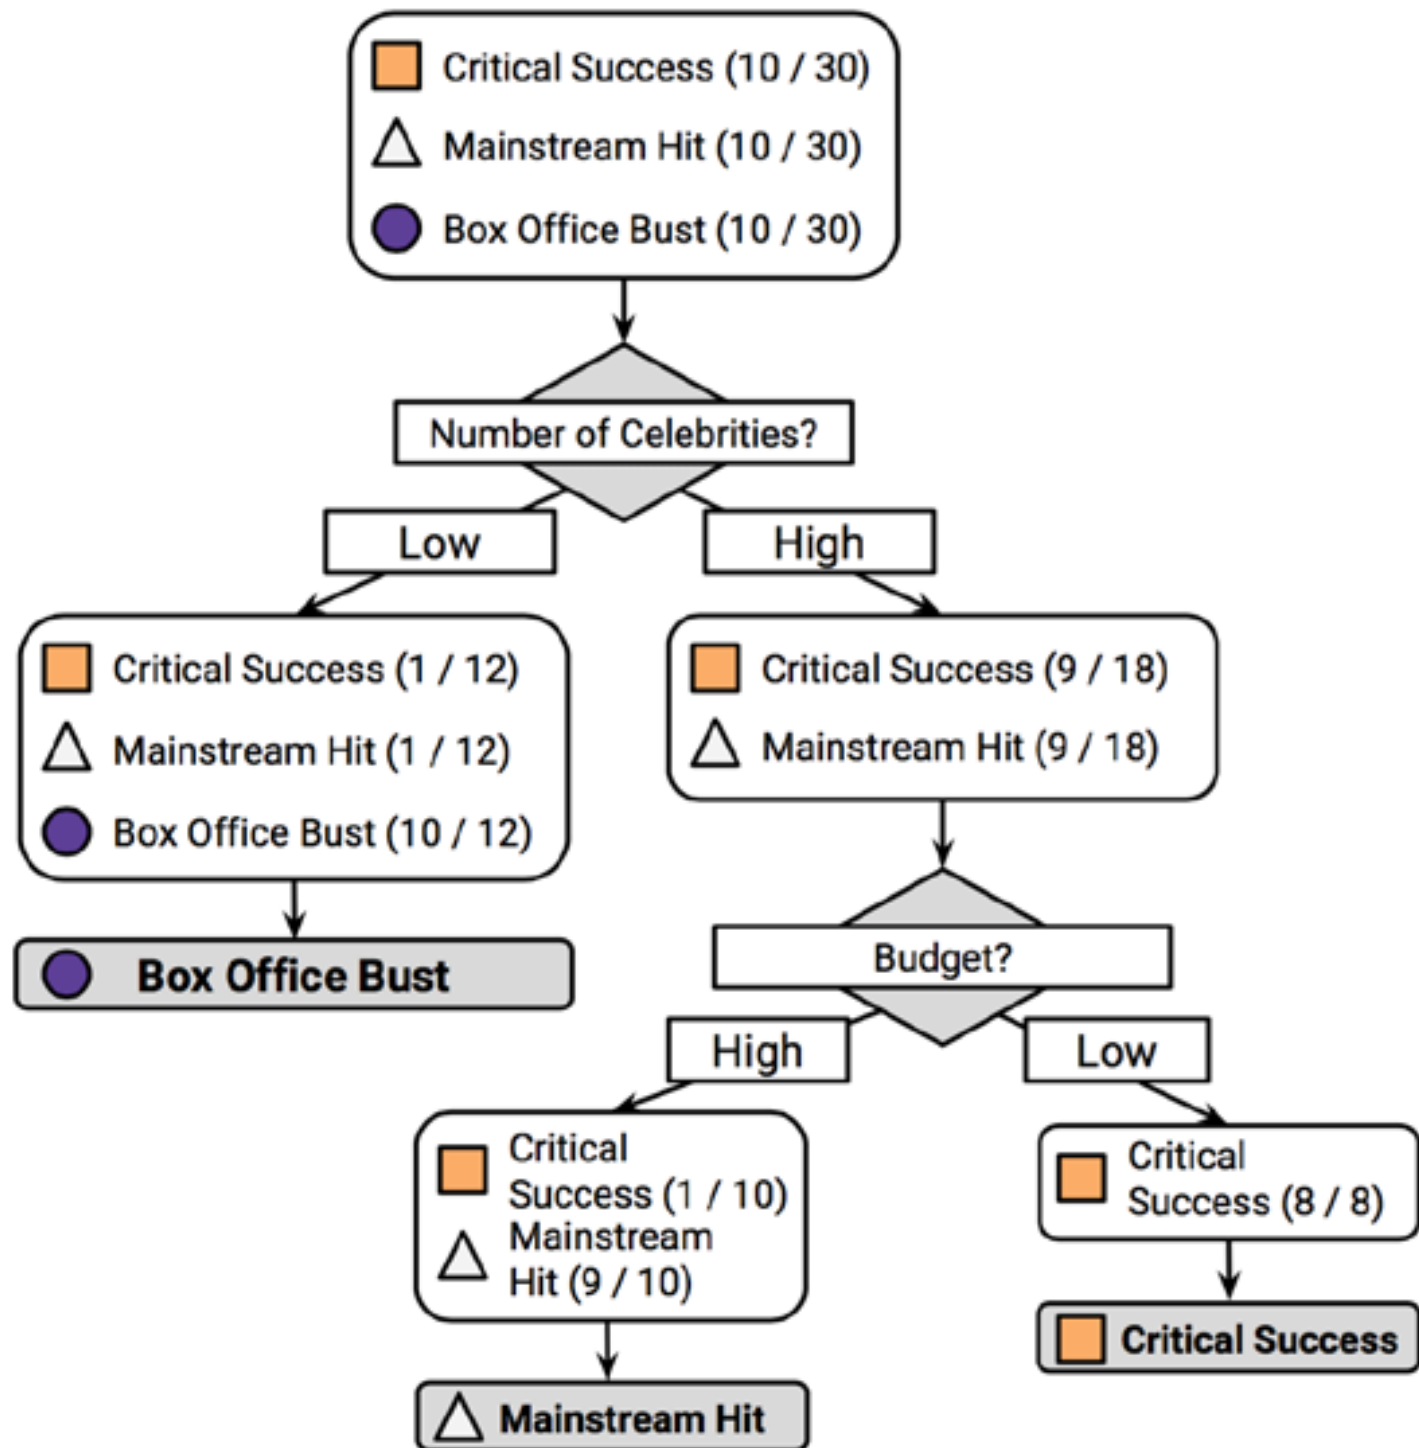 Critical Success (10 / 30)
Mainstream Hit (10 / 30)
Box Office Bust (10 / 30)
Number of Celebrities?
Low
High
Critical Success (1 / 12)
Mainstream Hit (1 / 12)
Box Office Bust (10 / 12)
Box Office Bust
Critical Success (9 / 18)
Mainstream Hit (9 / 18)
Budget?
High
Low
Critical
Success (1 / 10)
Mainstream
Hit (9 / 10)
Mainstream Hit
Critical
Success (8 / 8)
Critical Success